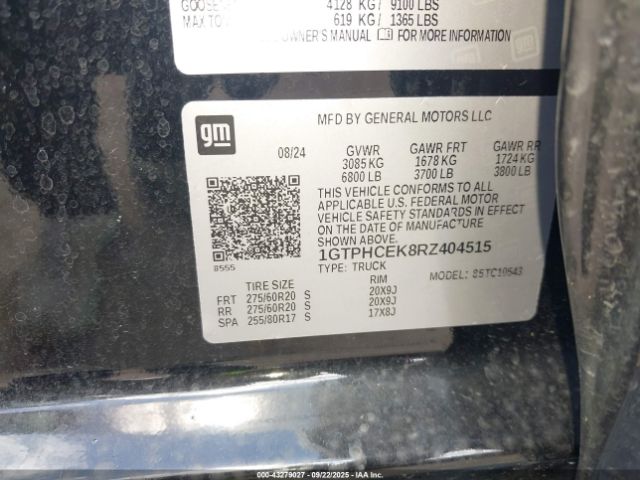 4128 KG / 9100 LBS
MAX TOW 619 KG / 1365 LBS
OWNER'S MANUAL FOR MORE INFORMATION
gm
MFD BY GENERAL MOTORS LLC
08/24 GVWR GAWR FRT GAWR RR
3085 KG 1678 KG 1724 KG
6800 LB 3700 LB 3800 LB
THIS VEHICLE CONFORMS TO ALL
APPLICABLE U.S. FEDERAL MOTOR
VEHICLE SAFETY STANDARDS IN EFFECT
ON THE DATE OF MANUFACTURE
SHOWN ABOVE.
1GTPHCEK8RZ404515
TYPE: TRUCK
8555
MODEL:
TIRE SIZE RIM
FRT 275/60R20 S 20X9J
RR 275/60R20 S 20X9J
SPA 255/80R17 S 17X8J
000-43279027 - 09/22/2025 -